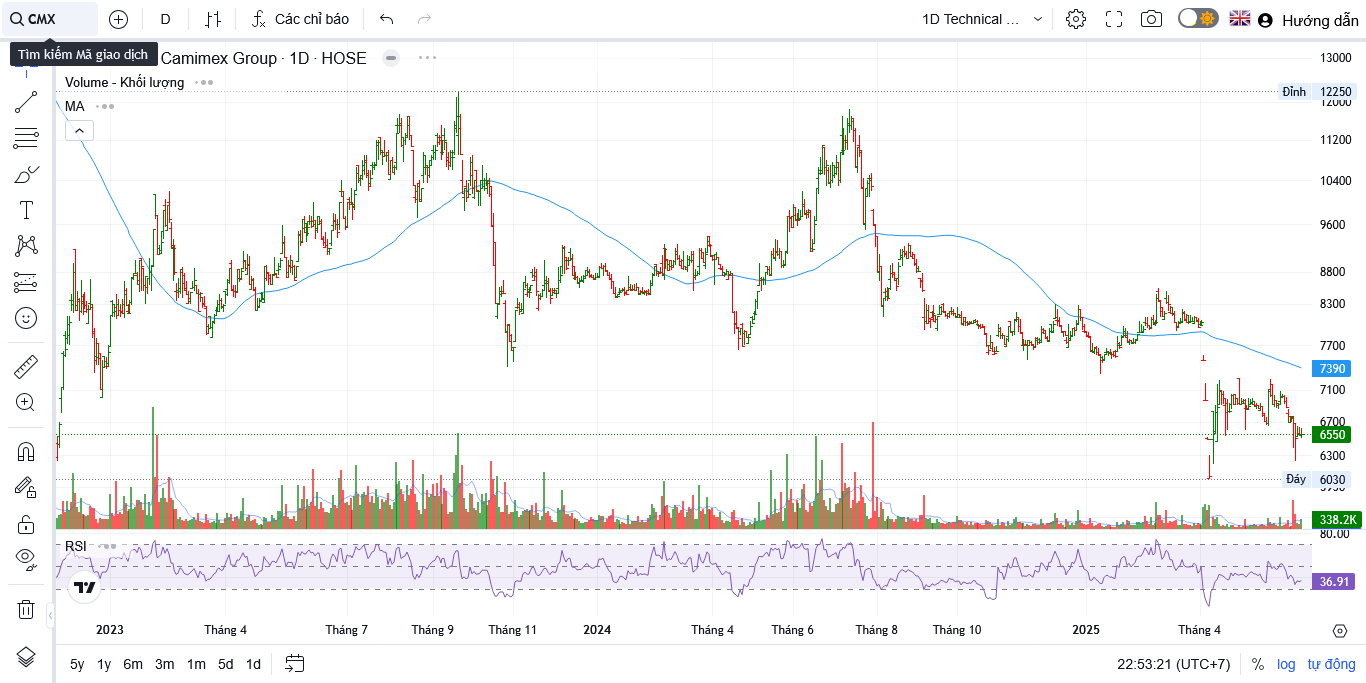 CMX
D
Các chỉ báo
1D Technical ...
Hướng dẫn
Tìm kiếm Mã giao dịch
Camimex Group · 1D · HOSE
Volume - Khối lượng
MA
13000
Đỉnh 12250
12000
11200
10400
9600
8800
8300
7700
7390
7100
6700
6550
6300
Đáy 6030
338.2K
80.00
RSI
36.91
2023 Tháng 4 Tháng 7 Tháng 9 Tháng 11 2024 Tháng 4 Tháng 6 Tháng 8 Tháng 10 2025 Tháng 4
5y 1y 6m 3m 1m 5d 1d
22:53:21 (UTC+7) % log tự động